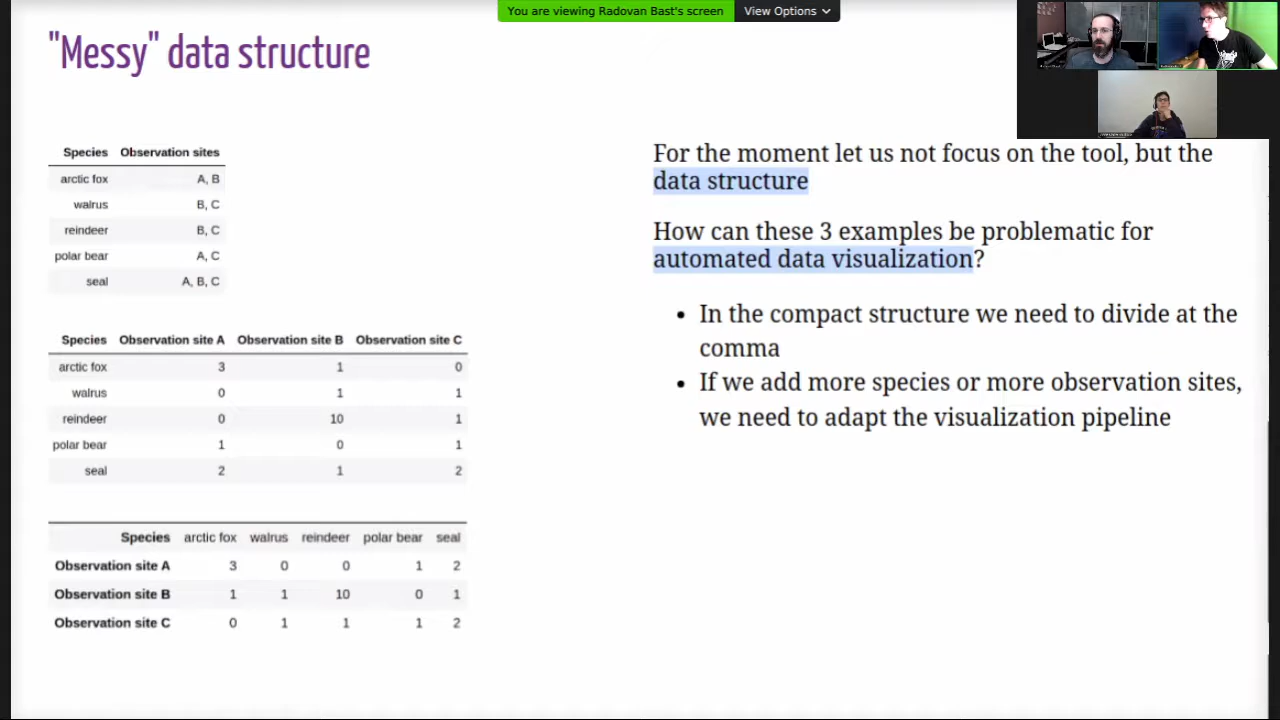 You are viewing Radovan Bast's screen View Options
"Messy" data structure
Species Observation sites
arctic fox A, B
walrus B, C
reindeer B, C
polar bear A, C
seal A, B, C
Species Observation site A Observation site B Observation site C
arctic fox 3 1 0
walrus 0 1 1
reindeer 0 10 1
polar bear 1 0 1
seal 2 1 2
Species arctic fox walrus reindeer polar bear seal
Observation site A 3 0 0 1 2
Observation site B 1 1 10 0 1
Observation site C 0 1 1 1 2
For the moment let us not focus on the tool, but the
data structure
How can these 3 examples be problematic for
automated data visualization?
• In the compact structure we need to divide at the
comma
• If we add more species or more observation sites,
we need to adapt the visualization pipeline